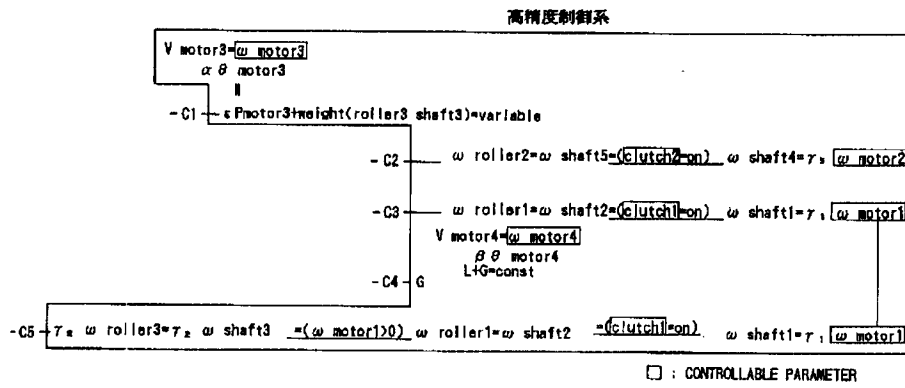 高精度制御系
V motor3=ω motor3
α θ motor3
N
-C1 ε Pmotor3+weight(roller3 shaft3)=variable
-C2 ω roller2=ω shaft5=(clutch2=on) ω shaft4=γ₅ ω motor2
-C3 ω roller1=ω shaft2=(clutch1=on) ω shaft1=γ₁ ω motor1
V motor4=ω motor4
β θ motor4
L+G=const
-C4 G
-C5 γ₂ ω roller3=γ₂ ω shaft3 =(ω motor1>0) ω roller1=ω shaft2 =(clutch1=on) ω shaft1=γ₁ ω motor1
□ : CONTROLLABLE PARAMETER